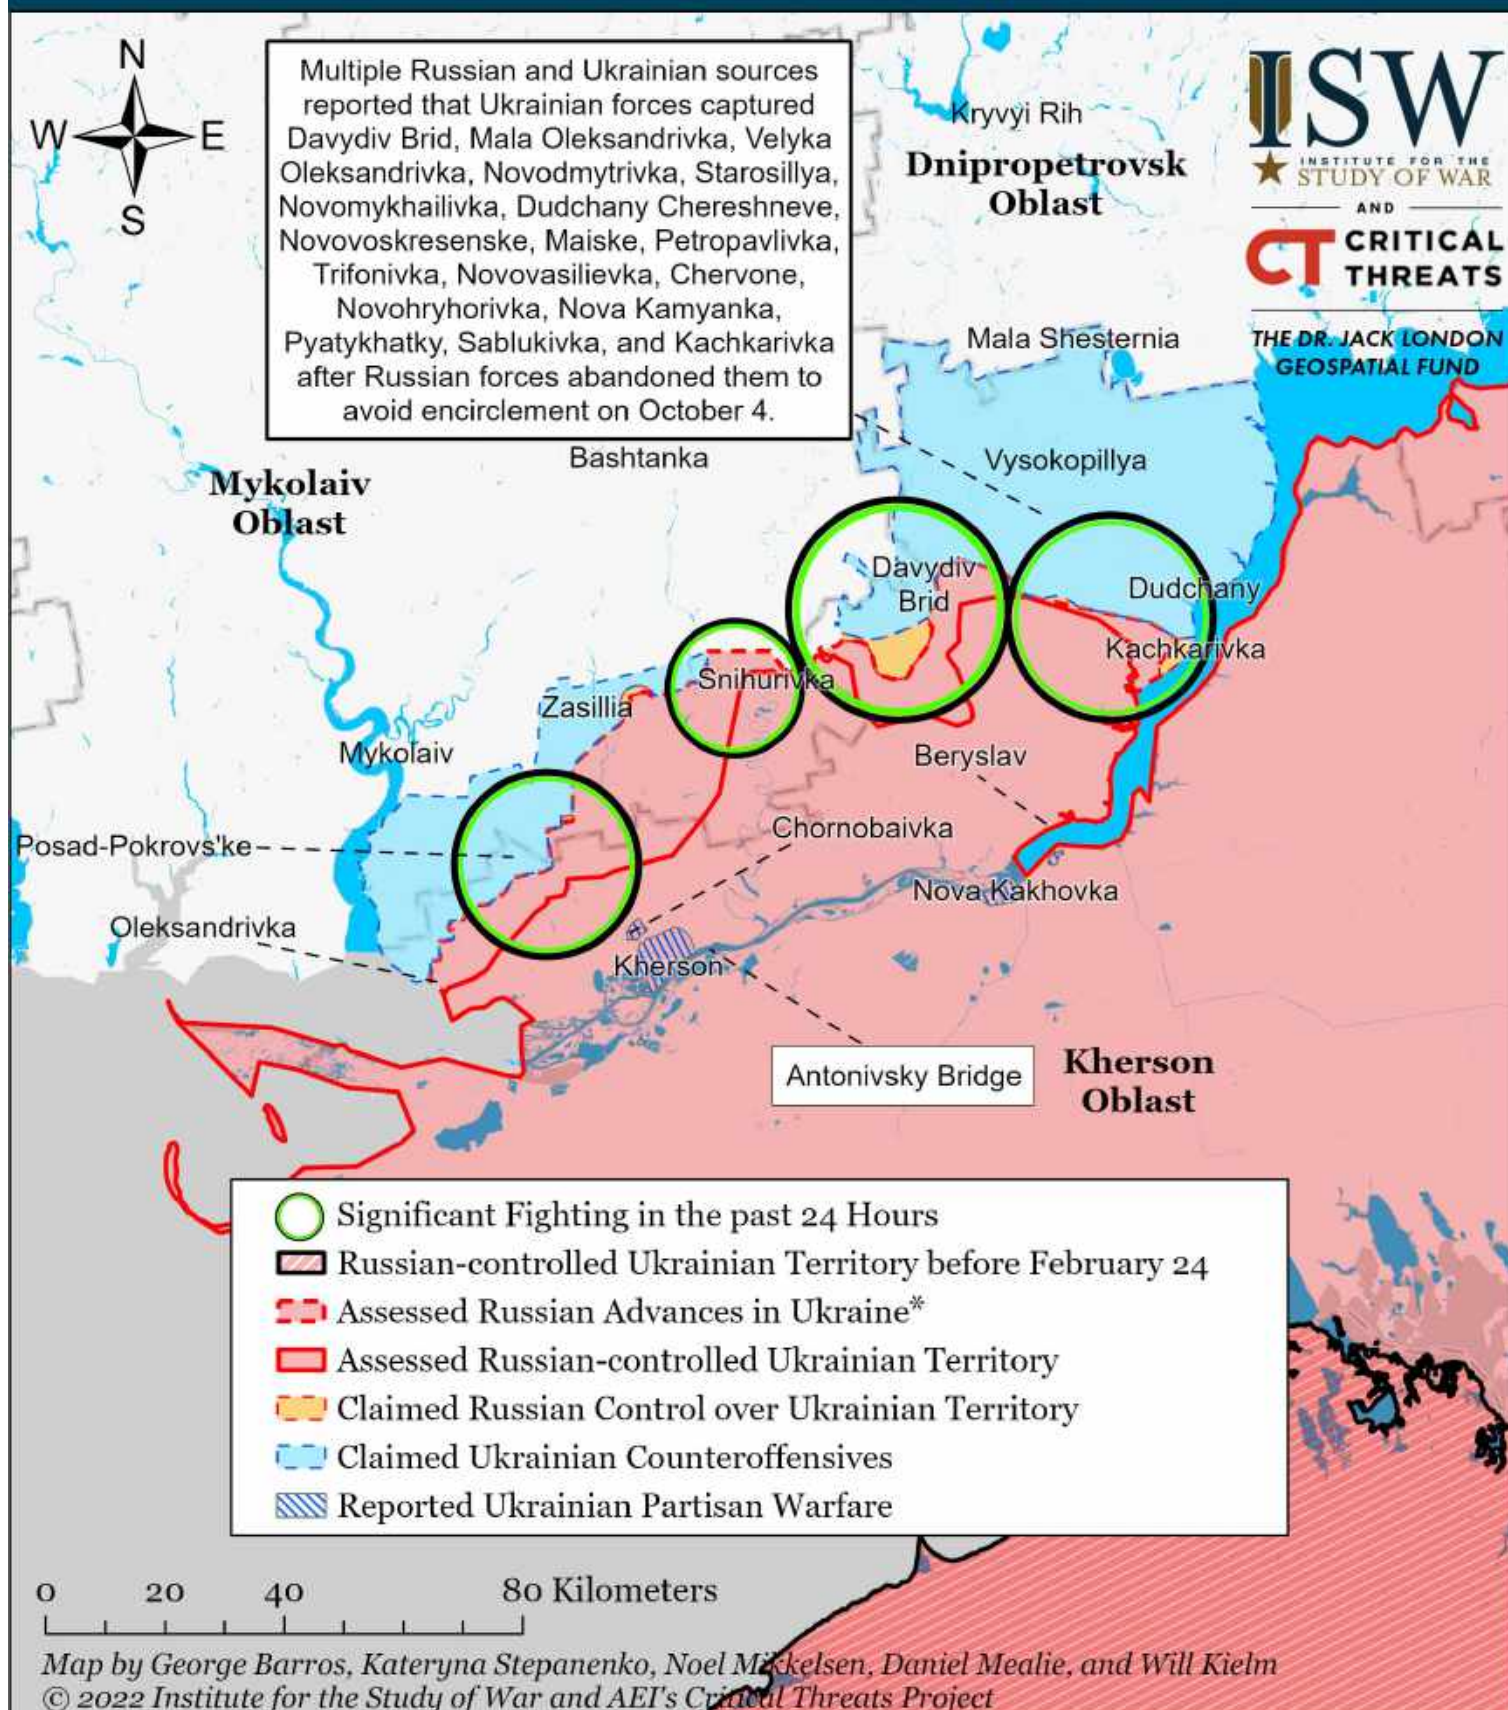 N
W E
S
Multiple Russian and Ukrainian sources
reported that Ukrainian forces captured
Davydiv Brid, Mala Oleksandrivka, Velyka
Oleksandrivka, Novodmytrivka, Starosillya,
Novomykhailivka, Dudchany Chereshneve,
Novovoskresenske, Maiske, Petropavlivka,
Trifonivka, Novovasilievka, Chervone,
Novohryhorivka, Nova Kamyanka,
Pyatykhatky, Sablukivka, and Kachkarivka
after Russian forces abandoned them to
avoid encirclement on October 4.
Kryvyi Rih
Dnipropetrovsk
Oblast
ISW
INSTITUTE FOR THE
STUDY OF WAR
AND
CT CRITICAL
THREATS
THE DR. JACK LONDON
GEOSPATIAL FUND
Mala Shesternia
Bashtanka
Vysokopillya
Mykolaiv
Oblast
Davydiv
Brid
Dudchany
Kachkarivka
Snihurivka
Zasillia
Mykolaiv
Beryslav
Chornobaivka
Posad-Pokrovs'ke
Nova Kakhovka
Oleksandrivka
Kherson
Antonivsky Bridge
Kherson
Oblast
Significant Fighting in the past 24 Hours
Russian-controlled Ukrainian Territory before February 24
Assessed Russian Advances in Ukraine*
Assessed Russian-controlled Ukrainian Territory
Claimed Russian Control over Ukrainian Territory
Claimed Ukrainian Counteroffensives
Reported Ukrainian Partisan Warfare
0 20 40 80 Kilometers
Map by George Barros, Kateryna Stepanenko, Noel Mikkelsen, Daniel Mealie, and Will Kielm
© 2022 Institute for the Study of War and AEI's Critical Threats Project